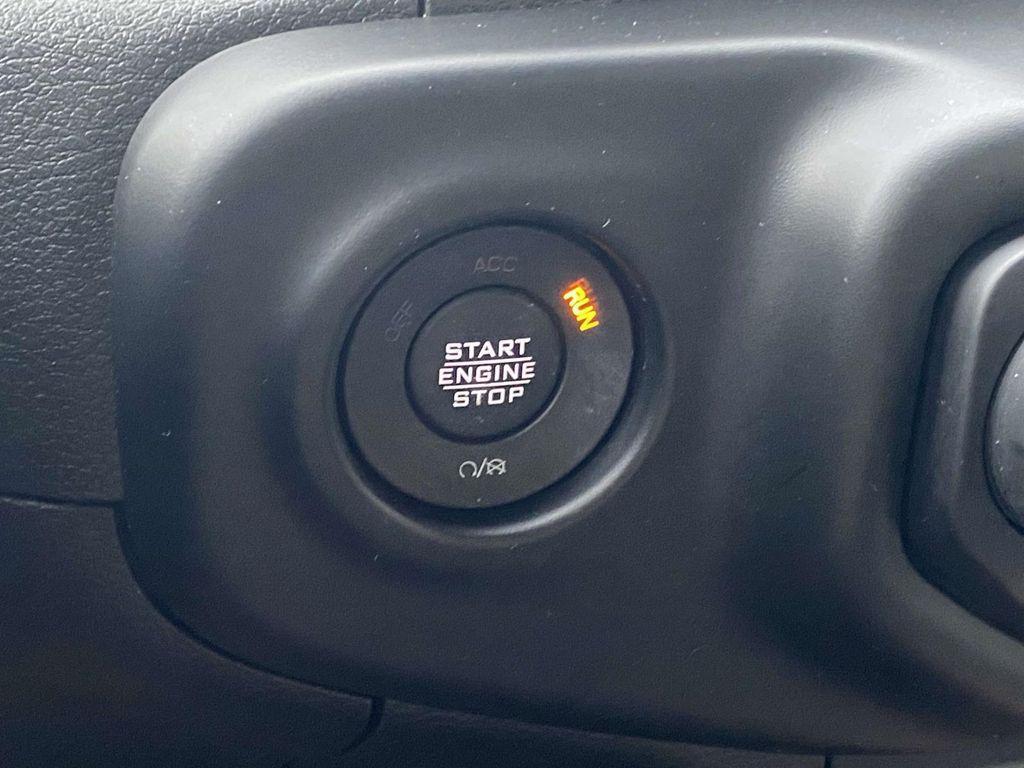 ACC
OFF
RUN
START
ENGINE
STOP
/